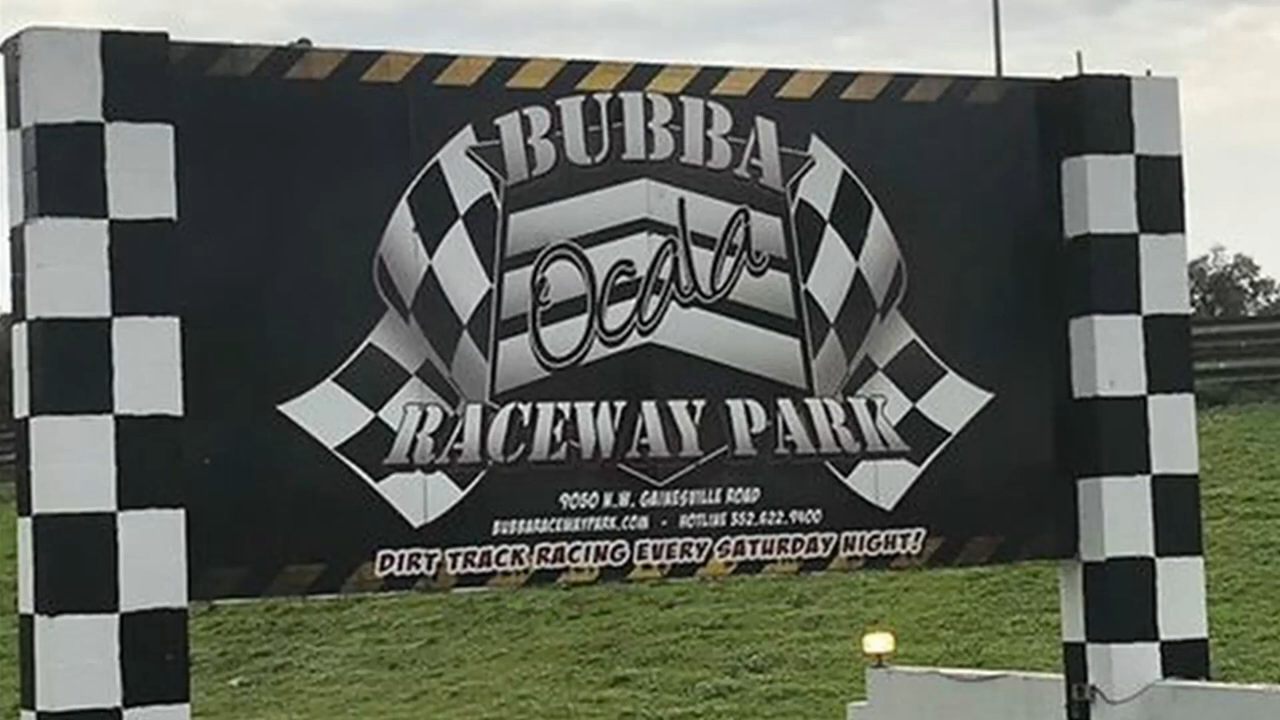 BUBBA
Ocala
RACEWAY PARK
9050 N.W. GAINESVILLE ROAD
BUBBARACEWAYPARK.COM - HOTLINE 352.622.9400
DIRT TRACK RACING EVERY SATURDAY NIGHT!